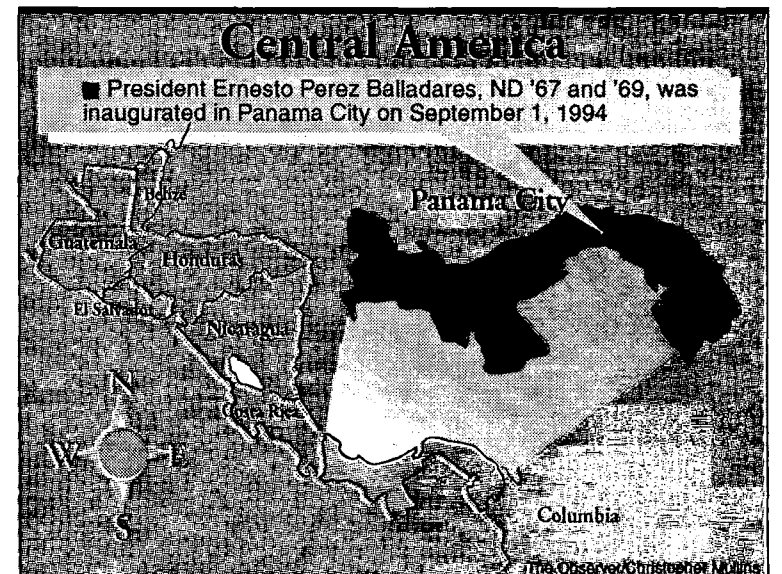 Central America
■ President Ernesto Perez Balladares, ND '67 and '69, was
inaugurated in Panama City on September 1, 1994
Belize
Panama City
Guatemala
Honduras
El Salvador
Nicaragua
N
Costa Rica
W E
S
Columbia
The Observer/Christopher Mullins